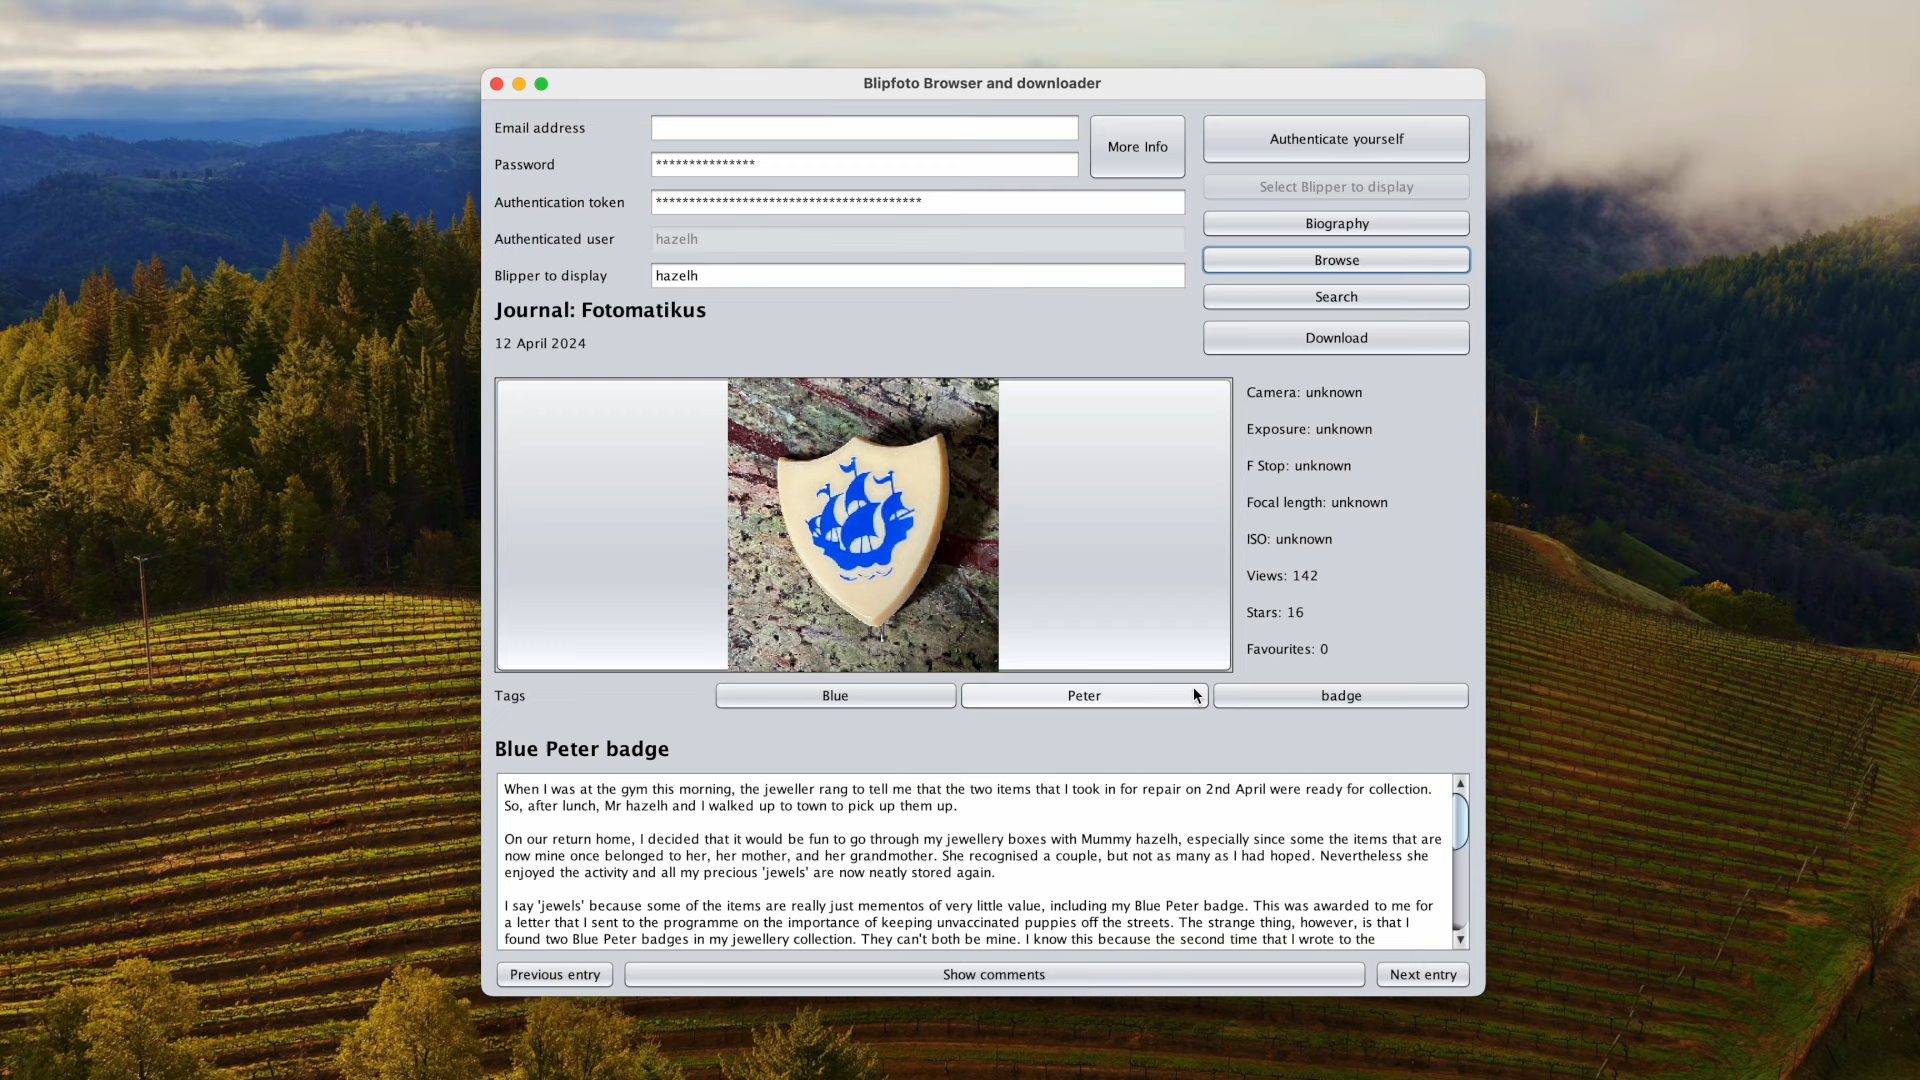 Blipfoto Browser and downloader
Email address
More Info
Authenticate yourself
Password
***************
Select Blipper to display
Authentication token
****************************************
Biography
Authenticated user
hazelh
Browse
Blipper to display
hazelh
Search
Journal: Fotomatikus
Download
12 April 2024
Camera: unknown
Exposure: unknown
F Stop: unknown
Focal length: unknown
ISO: unknown
Views: 142
Stars: 16
Favourites: 0
Tags
Blue
Peter
badge
Blue Peter badge
When I was at the gym this morning, the jeweller rang to tell me that the two items that I took in for repair on 2nd April were ready for collection.
So, after lunch, Mr hazelh and I walked up to town to pick up them up.
On our return home, I decided that it would be fun to go through my jewellery boxes with Mummy hazelh, especially since some the items that are
now mine once belonged to her, her mother, and her grandmother. She recognised a couple, but not as many as I had hoped. Nevertheless she
enjoyed the activity and all my precious 'jewels' are now neatly stored again.
I say 'jewels' because some of the items are really just mementos of very little value, including my Blue Peter badge. This was awarded to me for
a letter that I sent to the programme on the importance of keeping unvaccinated puppies off the streets. The strange thing, however, is that I
found two Blue Peter badges in my jewellery collection. They can't both be mine. I know this because the second time that I wrote to the
Previous entry
Show comments
Next entry